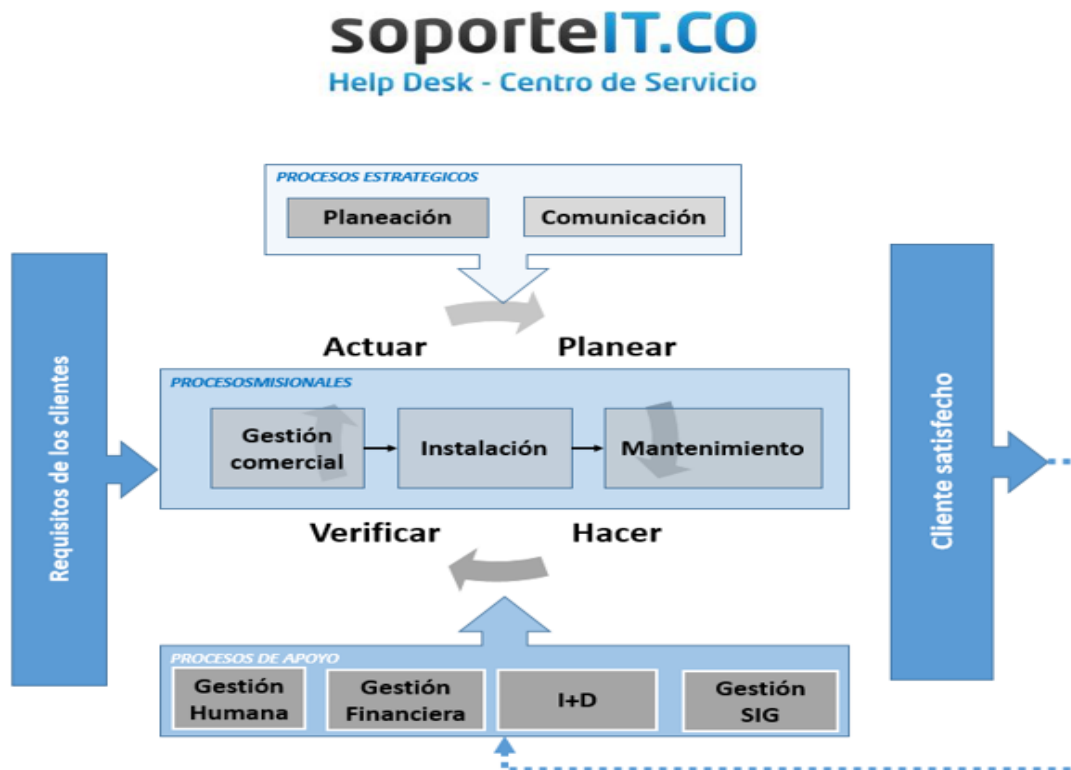 soporteIT.CO
Help Desk - Centro de Servicio
PROCESOS ESTRATEGICOS
Planeación
Comunicación
Requisitos de los clientes
Actuar
Planear
PROCESOSMISIONALES
Gestión
comercial
Instalación
Mantenimiento
Verificar
Hacer
Cliente satisfecho
PROCESOS DE APOYO
Gestión
Humana
Gestión
Financiera
I+D
Gestión
SIG